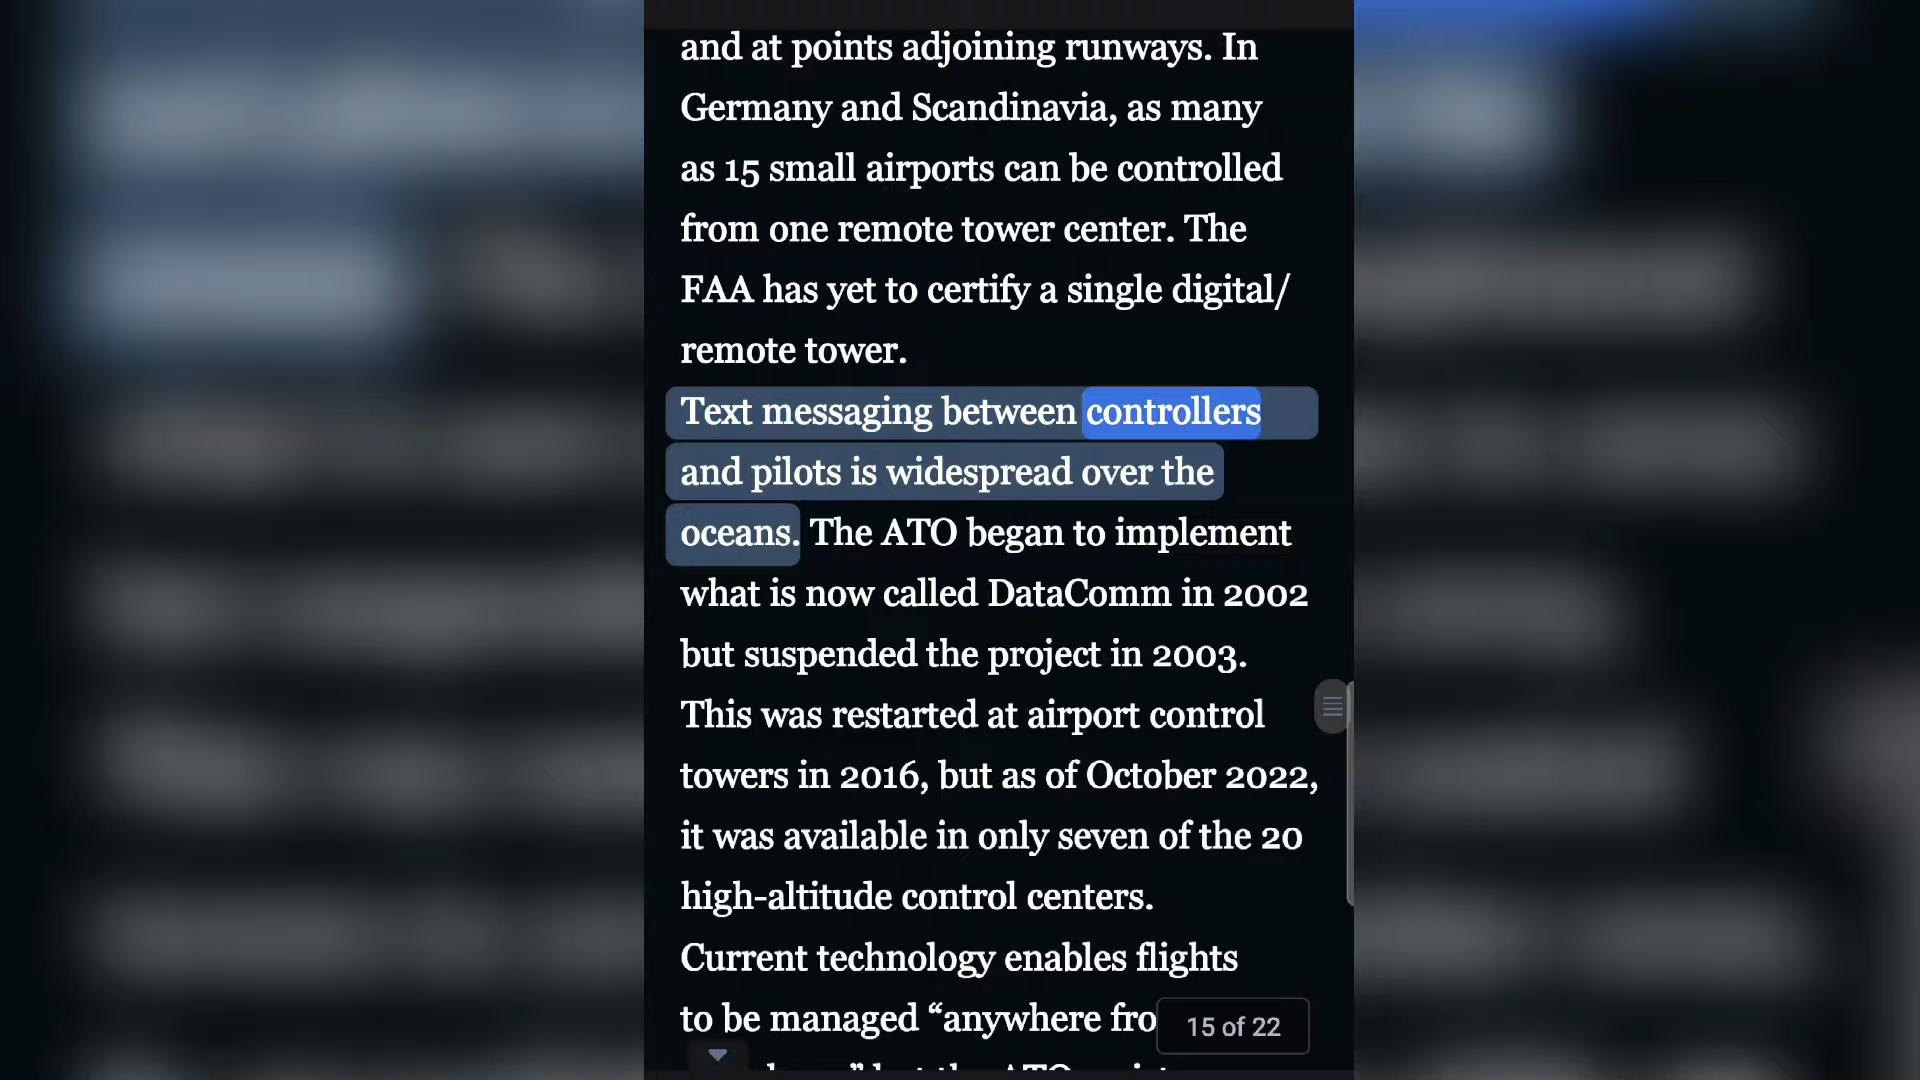 and at points adjoining runways. In
Germany and Scandinavia, as many
as 15 small airports can be controlled
from one remote tower center. The
FAA has yet to certify a single digital/
remote tower.
Text messaging between controllers
and pilots is widespread over the
oceans. The ATO began to implement
what is now called DataComm in 2002
but suspended the project in 2003.
This was restarted at airport control
towers in 2016, but as of October 2022,
it was available in only seven of the 20
high-altitude control centers.
Current technology enables flights
to be managed “anywhere fro
15 of 22